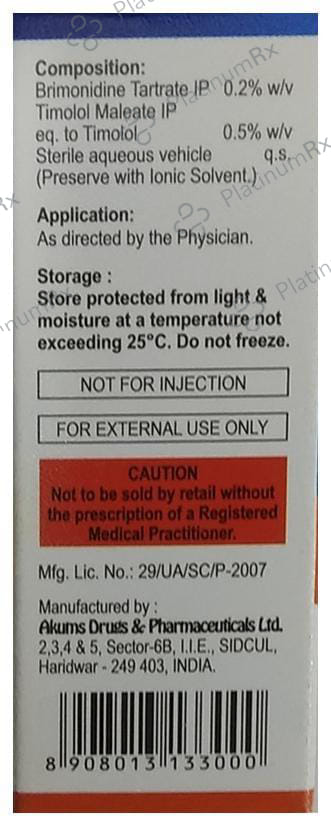 Composition:
Brimonidine Tartrate IP 0.2% w/v
Timolol Maleate IP
eq. to Timolol 0.5% w/v
Sterile aqueous vehicle q.s.
(Preserve with Ionic Solvent.)
Application:
As directed by the Physician.
Storage :
Store protected from light &
moisture at a temperature not
exceeding 25°C. Do not freeze.
NOT FOR INJECTION
FOR EXTERNAL USE ONLY
CAUTION
Not to be sold by retail without
the prescription of a Registered
Medical Practitioner.
Mfg. Lic. No.: 29/UA/SC/P-2007
Manufactured by :
Akums Drugs & Pharmaceuticals Ltd.
2,3,4 & 5, Sector-6B, I.I.E., SIDCUL,
Haridwar - 249 403, INDIA.
8 908013 133000
PlatinumRx
PlatinumRx